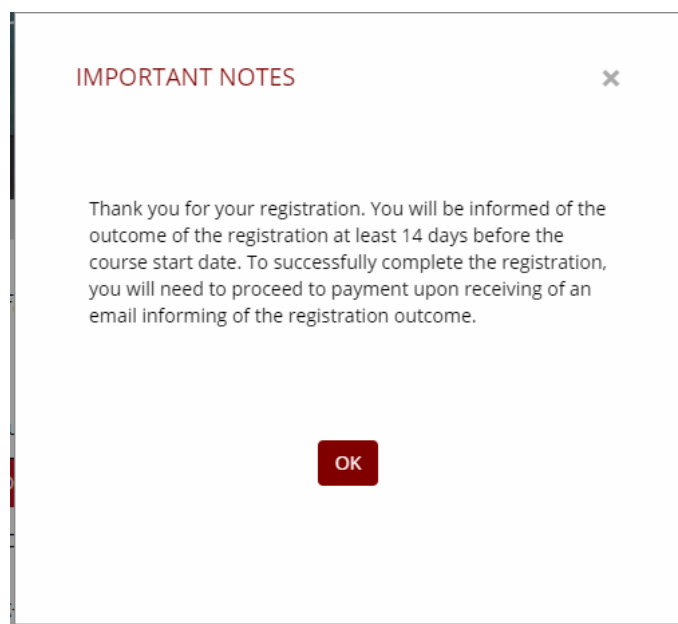 IMPORTANT NOTES
Thank you for your registration. You will be informed of the
outcome of the registration at least 14 days before the
course start date. To successfully complete the registration,
you will need to proceed to payment upon receiving of an
email informing of the registration outcome.
OK